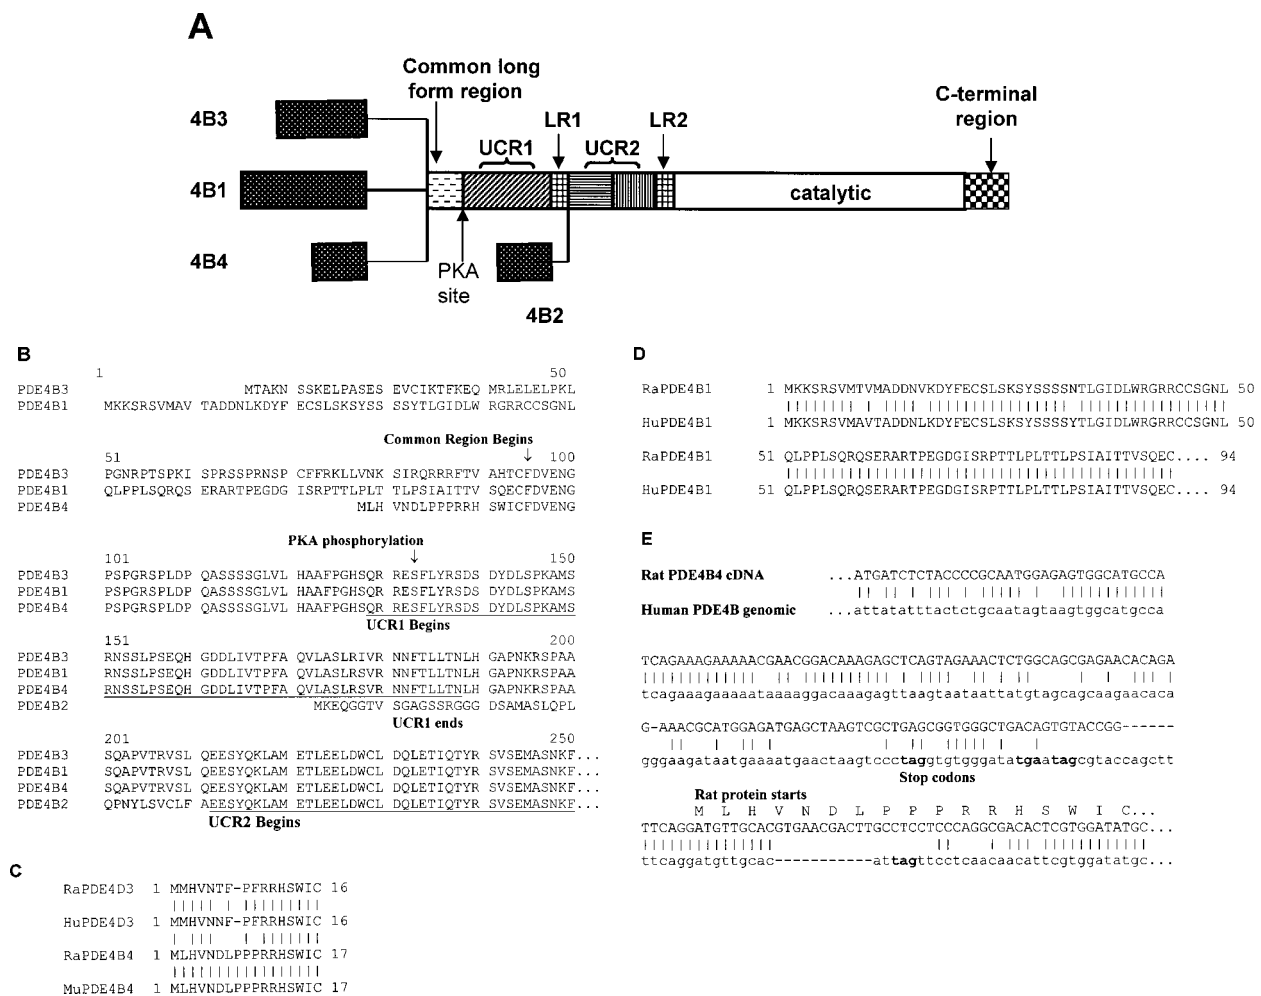 A
Common long
form region
C-terminal
region
4B3
LR1
LR2
UCR1
UCR2
4B1
catalytic
4B4
PKA
site
4B2
B
1 50
PDE4B3 MTAKN SSKELPASES EVCIKTFKEQ MRLELELPKL
PDE4B1 MKKSRSVMAV TADDNLKDYF ECSLSKSYSS SSYTLGIDLW RGRRCCSGNL
Common Region Begins
51 100
PDE4B3 PGNRPTSPKI SPRSSPRNSP CFFRKLLVNK SIRQRRRFTV AHTCFDVENG
PDE4B1 QLPPLSQRQS ERARTPEGDG ISRPTTLPLT TLPSIAITTV SQECFDVENG
PDE4B4 MLH VNDLPPPRRH SWICFDVENG
PKA phosphorylation
101 150
PDE4B3 PSPGRSPLDP QASSSSGLVL HAAFPGHSQR RESFLYRSDS DYDLSPKAMS
PDE4B1 PSPGRSPLDP QASSSSGLVL HAAFPGHSQR RESFLYRSDS DYDLSPKAMS
PDE4B4 PSPGRSPLDP QASSSSGLVL HAAFPGHSQR RESFLYRSDS DYDLSPKAMS
UCR1 Begins
151 200
PDE4B3 RNSSLPSEQH GDDLIVTPFA QVLASLRIVR NNFTLLTNLH GAPNKRSPAA
PDE4B1 RNSSLPSEQH GDDLIVTPFA QVLASLRSVR NNFTLLTNLH GAPNKRSPAA
PDE4B4 RNSSLPSEQH GDDLIVTPFA QVLASLRSVR NNFTLLTNLH GAPNKRSPAA
PDE4B2 MKEQGGTV SGAGSSRGGG DSAMASLQPL
UCR1 ends
201 250
PDE4B3 SQAPVTRVSL QEESYQKLAM ETLEELDWCL DQLETIQTYR SVSEMASNKF...
PDE4B1 SQAPVTRVSL QEESYQKLAM ETLEELDWCL DQLETIQTYR SVSEMASNKF...
PDE4B4 SQAPVTRVSL QEESYQKLAM ETLEELDWCL DQLETIQTYR SVSEMASNKF...
PDE4B2 QPNYLSVCLF AEESYQKLAM ETLEELDWCL DQLETIQTYR SVSEMASNKF...
UCR2 Begins
C
RaPDE4D3 1 MMHVNTF-PFRRHSWIC 16
HuPDE4D3 1 MMHVNNF-PFRRHSWIC 16
RaPDE4B4 1 MLHVNDLPPPRRHSWIC 17
MuPDE4B4 1 MLHVNDLPPPRRHSWIC 17
D
RaPDE4B1 1 MKKSRSVMTVMADDNVKDYFECSLSKSYSSSSNTLGIDLWRGRRCCSGNL 50
HuPDE4B1 1 MKKSRSVMAVTADDNLKDYFECSLSKSYSSSSYTLGIDLWRGRRCCSGNL 50
RaPDE4B1 51 QLPPLSQRQSERARTPEGDGISRPTTLPLTTLPSIAITTVSQEC.... 94
HuPDE4B1 51 QLPPLSQRQSERARTPEGDGISRPTTLPLTTLPSIAITTVSQEC.... 94
E
Rat PDE4B4 cDNA ...ATGATCTCTACCCCGCAATGGAGAGTGGCATGCCA
Human PDE4B genomic ...attatatttactctgcaatagtaagtggcatgcca
TCAGAAAGAAAAACGAACGGACAAAGAGCTCAGTAGAAACTCTGGCAGCGAGAACACAGA
tcagaaagaaaaataaaaggacaaagagttaagtaataattatgtagcagcaagaacaca
G-AAACGCATGGAGATGAGCTAAGTCGCTGAGCGGTGGGCTGACAGTGTACCGG------
gggaagataatgaaaatgaactaagtccctaggtgtgggatatgaatagcgtaccagctt
Stop codons
Rat protein starts
M L H V N D L P P P R R H S W I C...
TTCAGGATGTTGCACGTGAACGACTTGCCTCCTCCCAGGCGACACTCGTGGATATGC...
ttcaggatgttgcac-----------attagttcctcaacaacattcgtggatatgc...